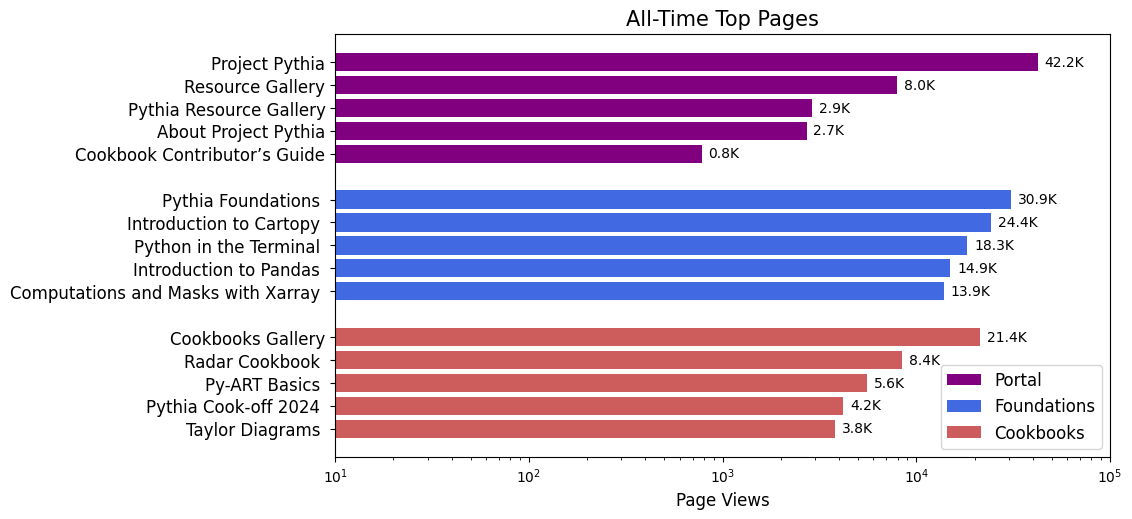 All-Time Top Pages
Project Pythia 42.2K
Resource Gallery 8.0K
Pythia Resource Gallery 2.9K
About Project Pythia 2.7K
Cookbook Contributor’s Guide 0.8K
Pythia Foundations 30.9K
Introduction to Cartopy 24.4K
Python in the Terminal 18.3K
Introduction to Pandas 14.9K
Computations and Masks with Xarray 13.9K
Cookbooks Gallery 21.4K
Radar Cookbook 8.4K
Py-ART Basics 5.6K
Pythia Cook-off 2024 4.2K
Taylor Diagrams 3.8K
Portal
Foundations
Cookbooks
10¹ 10² 10³ 10⁴ 10⁵
Page Views